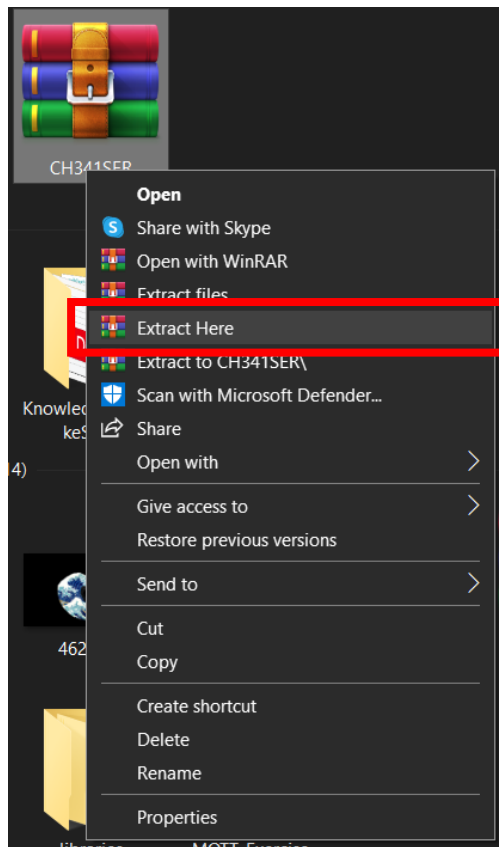 CH341SER
Open
Share with Skype
Open with WinRAR
Extract files
Extract Here
Extract to CH341SER\
Scan with Microsoft Defender...
Share
Open with
Give access to
Restore previous versions
Send to
Cut
Copy
Create shortcut
Delete
Rename
Properties
Knowled
keS
4)
462